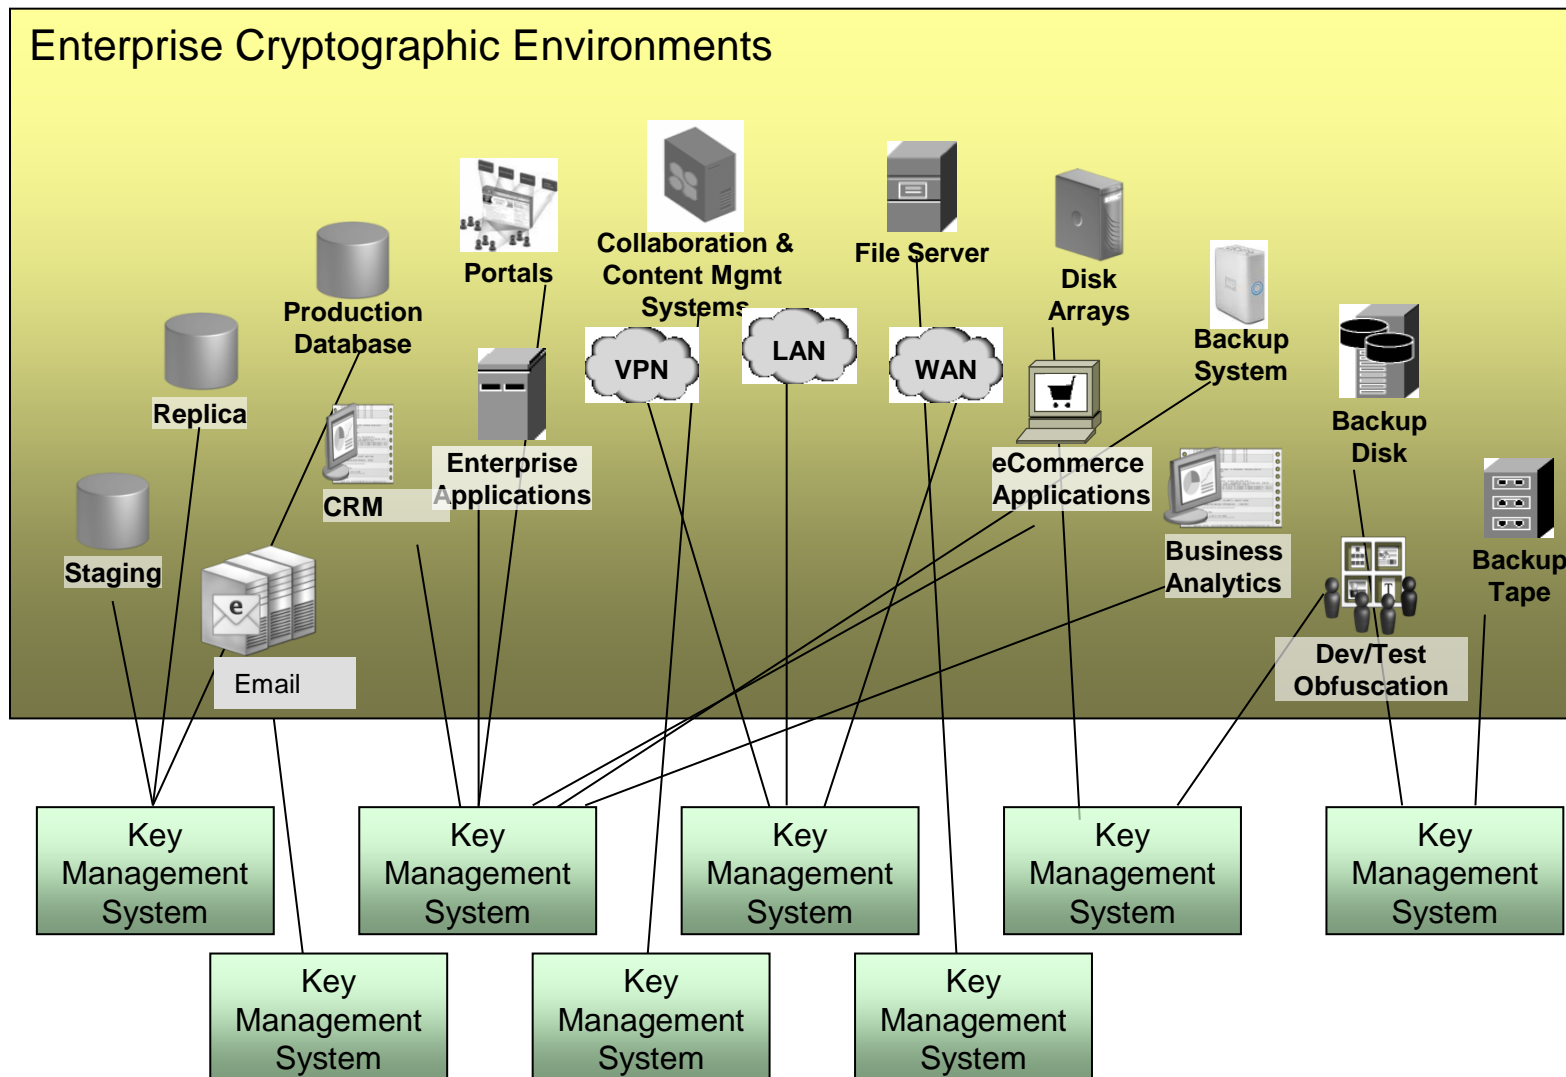 Enterprise Cryptographic Environments
Portals
Collaboration &
Content Mgmt
Systems
File Server
Disk
Arrays
Production
Database
Backup
System
Replica
VPN
LAN
WAN
Backup
Disk
Enterprise
Applications
CRM
eCommerce
Applications
Staging
Business
Analytics
Backup
Tape
e
T
Email
Dev/Test
Obfuscation
Key
Management
System
Key
Management
System
Key
Management
System
Key
Management
System
Key
Management
System
Key
Management
System
Key
Management
System
Key
Management
System